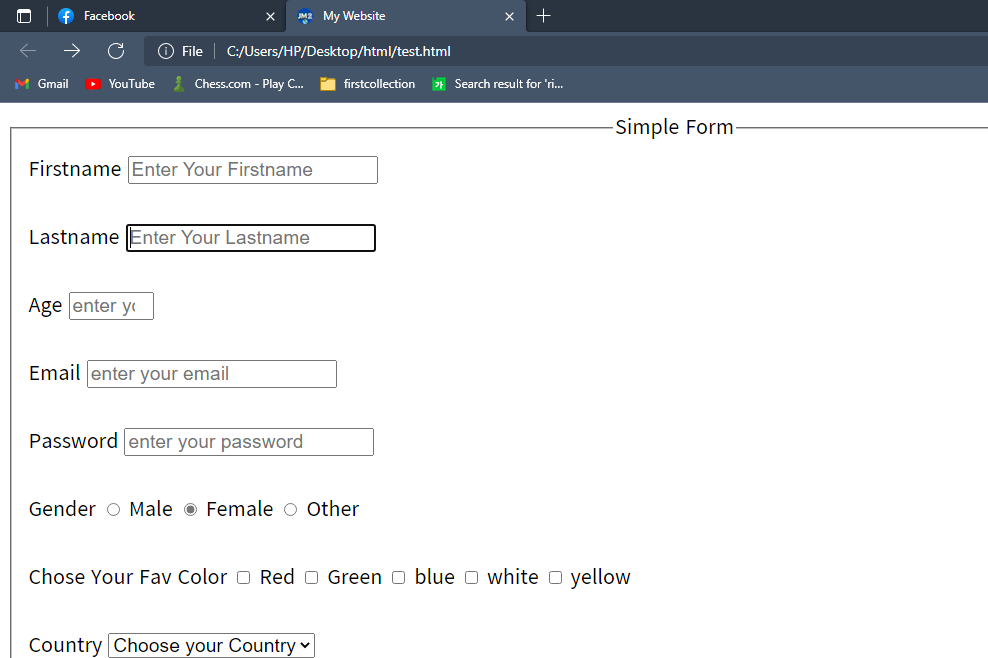 Facebook
My Website
File
C:/Users/HP/Desktop/html/test.html
Gmail
YouTube
Chess.com - Play C...
firstcollection
Search result for 'ri...
Simple Form
Firstname Enter Your Firstname
Lastname Enter Your Lastname
Age enter yo
Email enter your email
Password enter your password
Gender Male Female Other
Chose Your Fav Color Red Green blue white yellow
Country Choose your Country